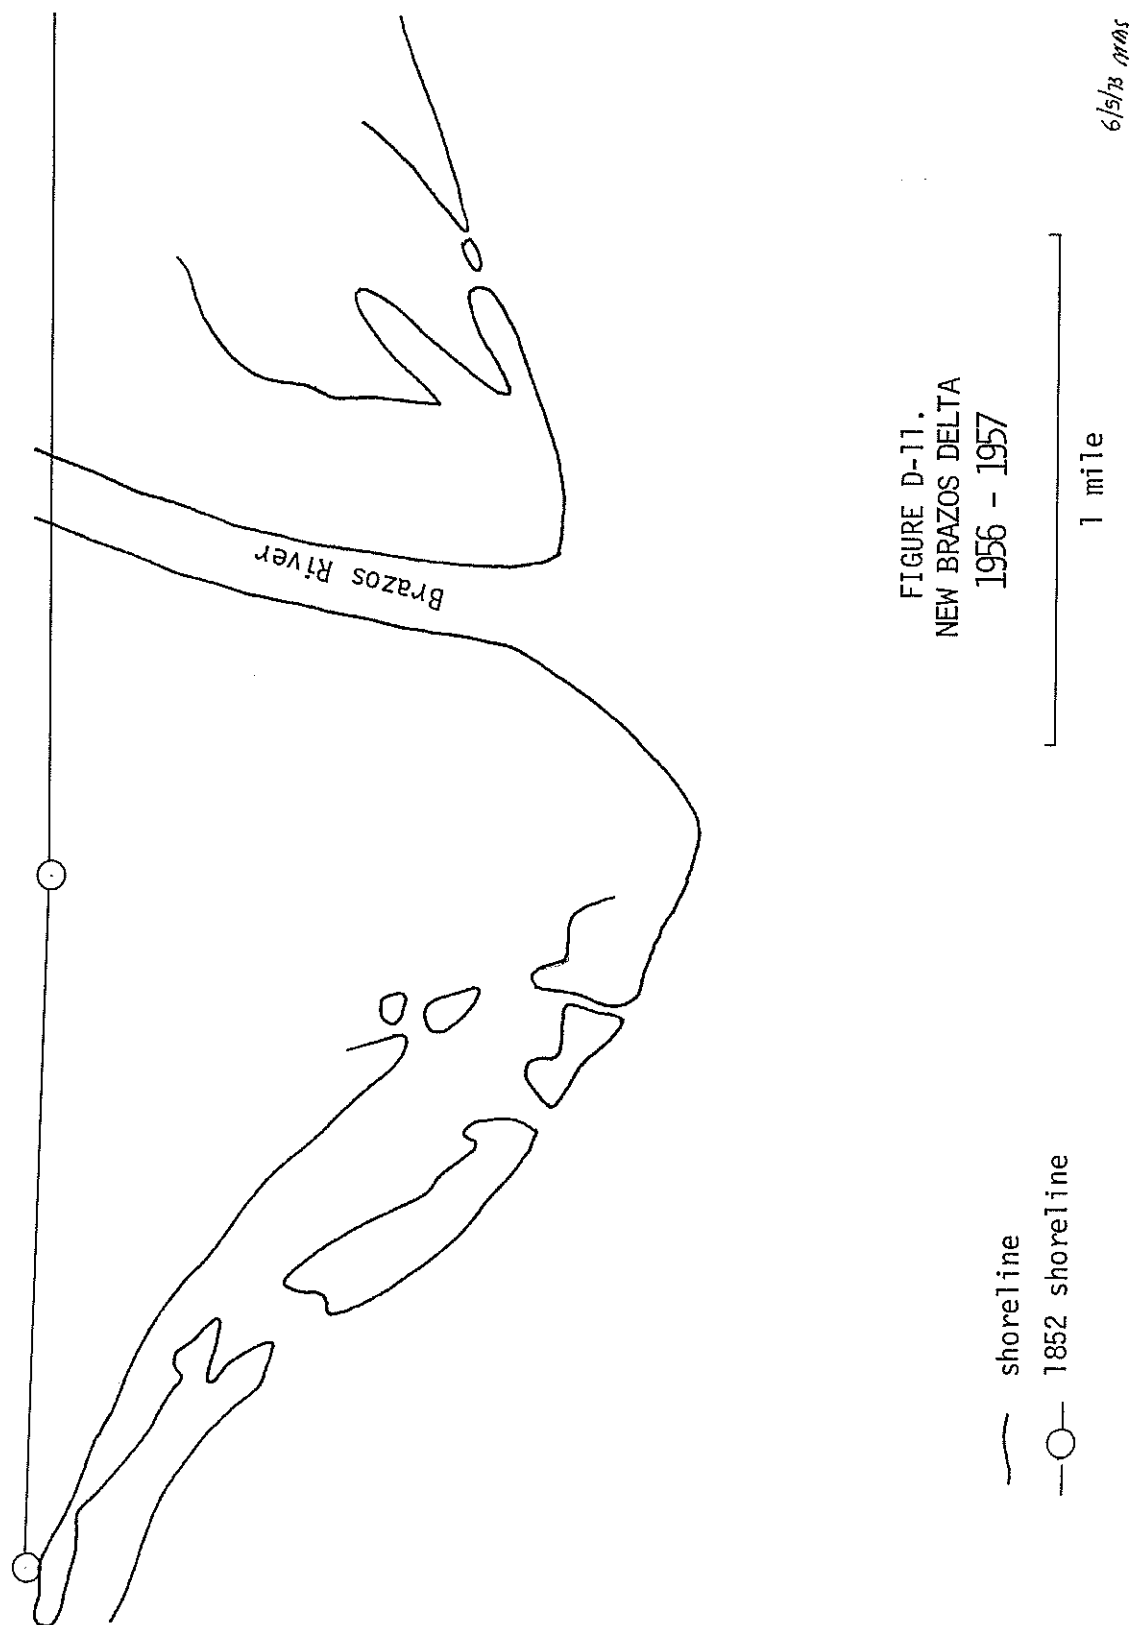 Brazos River
FIGURE D-11.
NEW BRAZOS DELTA
1956 - 1957
1 mile
shoreline
1852 shoreline
6/5/73